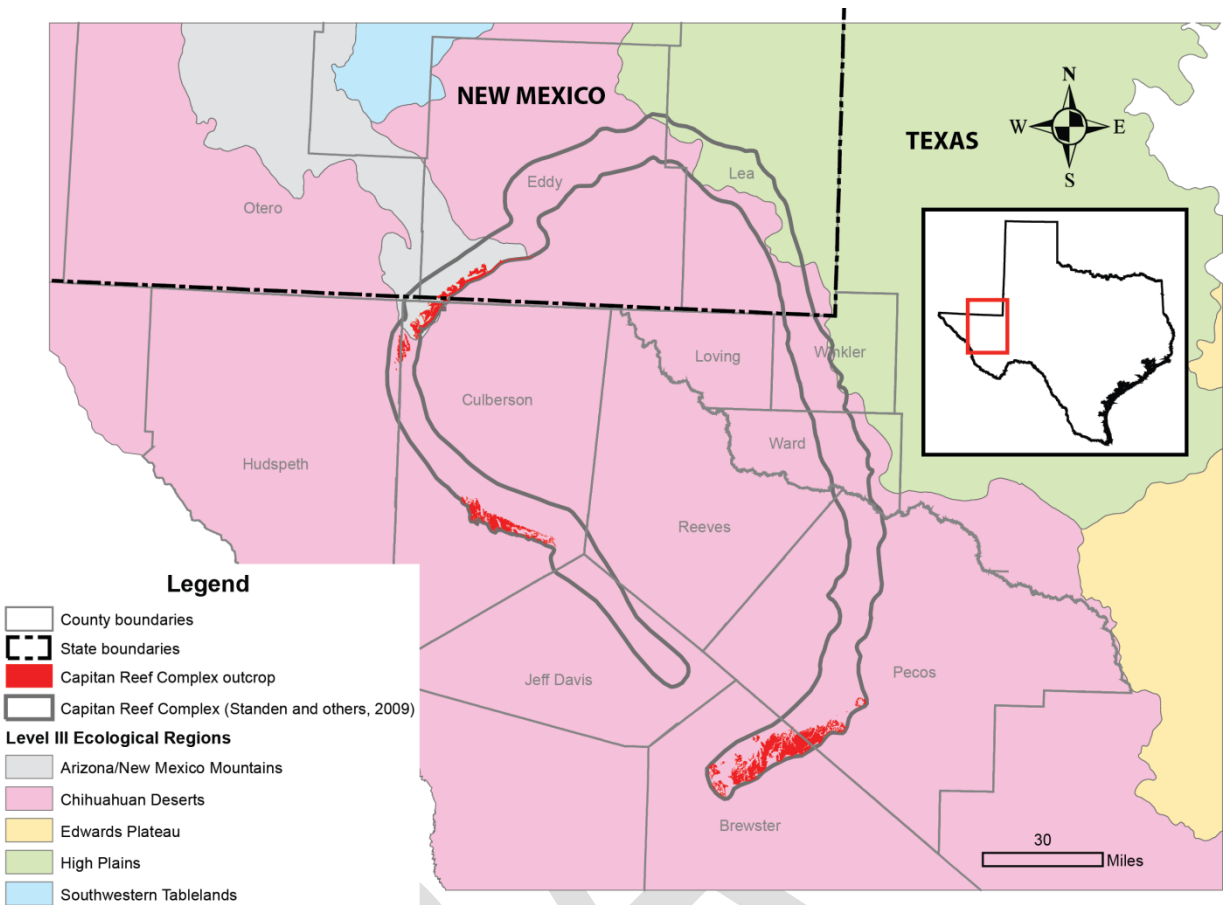 NEW MEXICO
TEXAS
N
W
E
S
Eddy
Lea
Otero
Loving
Winkler
Culberson
Ward
Hudspeth
Reeves
Jeff Davis
Pecos
Brewster
30
Miles
Legend
County boundaries
State boundaries
Capitan Reef Complex outcrop
Capitan Reef Complex (Standen and others, 2009)
Level III Ecological Regions
Arizona/New Mexico Mountains
Chihuahuan Deserts
Edwards Plateau
High Plains
Southwestern Tablelands